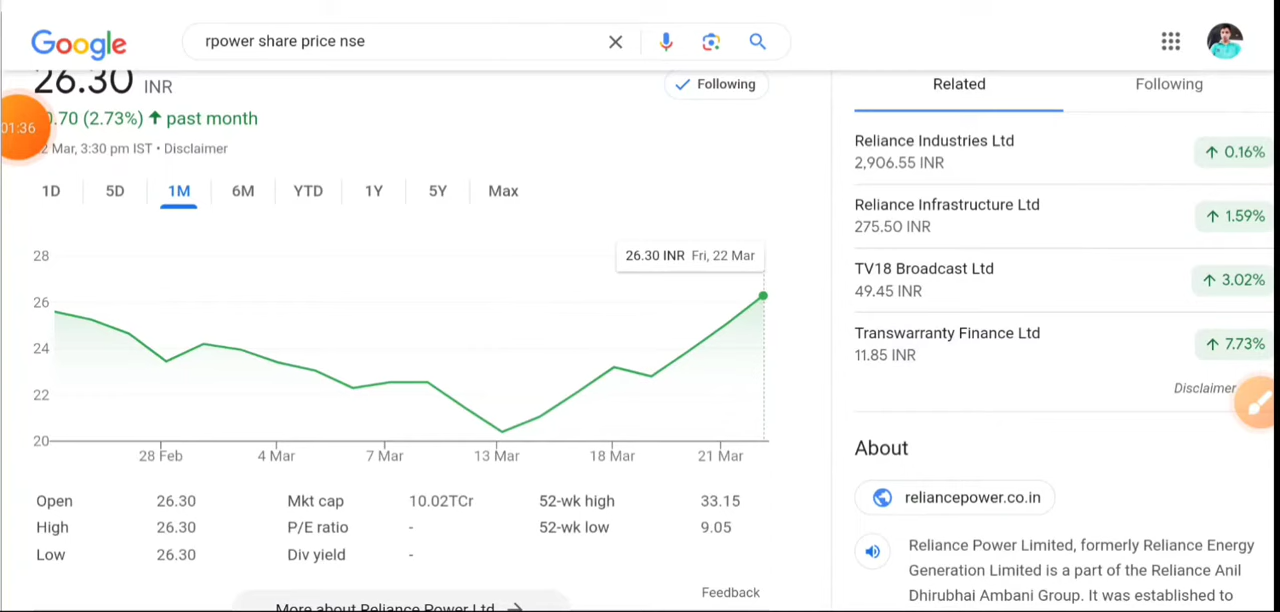 Google
rpower share price nse
26.30 INR
.70 (2.73%) ↑ past month
2 Mar, 3:30 pm IST • Disclaimer
Following
01:36
1D 5D 1M 6M YTD 1Y 5Y Max
26.30 INR Fri, 22 Mar
28
26
24
22
20
28 Feb 4 Mar 7 Mar 13 Mar 18 Mar 21 Mar
Open 26.30 Mkt cap 10.02TCr 52-wk high 33.15
High 26.30 P/E ratio - 52-wk low 9.05
Low 26.30 Div yield -
Feedback
More about Reliance Power Ltd →
Related Following
Reliance Industries Ltd
2,906.55 INR
↑ 0.16%
Reliance Infrastructure Ltd
275.50 INR
↑ 1.59%
TV18 Broadcast Ltd
49.45 INR
↑ 3.02%
Transwarranty Finance Ltd
11.85 INR
↑ 7.73%
Disclaimer
About
reliancepower.co.in
Reliance Power Limited, formerly Reliance Energy
Generation Limited is a part of the Reliance Anil
Dhirubhai Ambani Group. It was established to